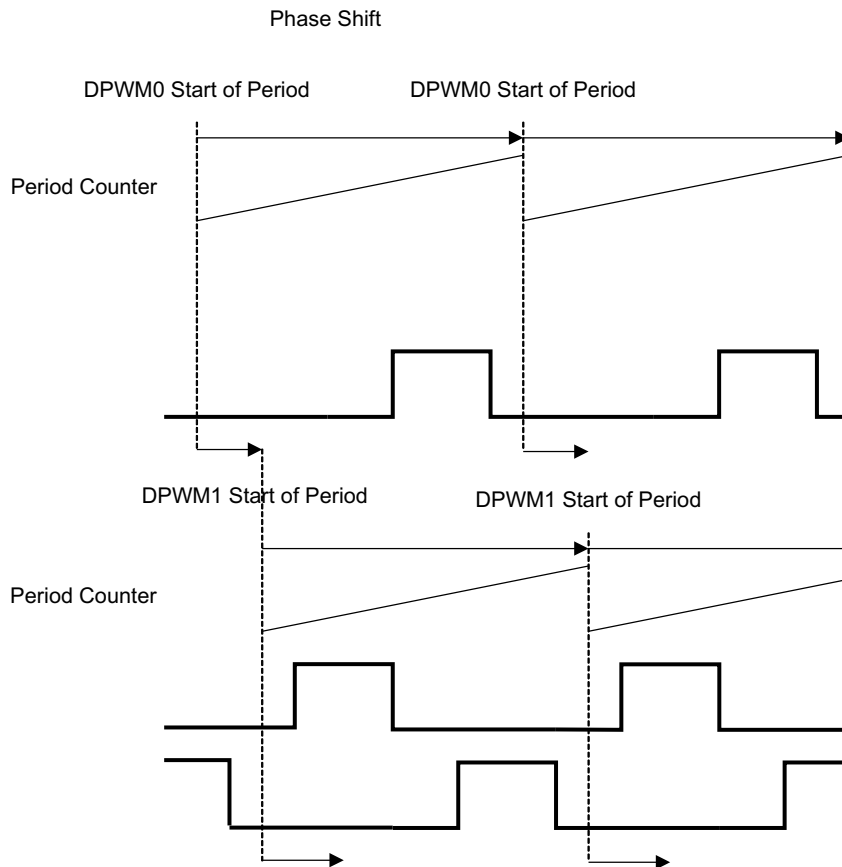 Phase Shift
DPWM0 Start of Period
DPWM0 Start of Period
Period Counter
DPWM1 Start of Period
DPWM1 Start of Period
Period Counter